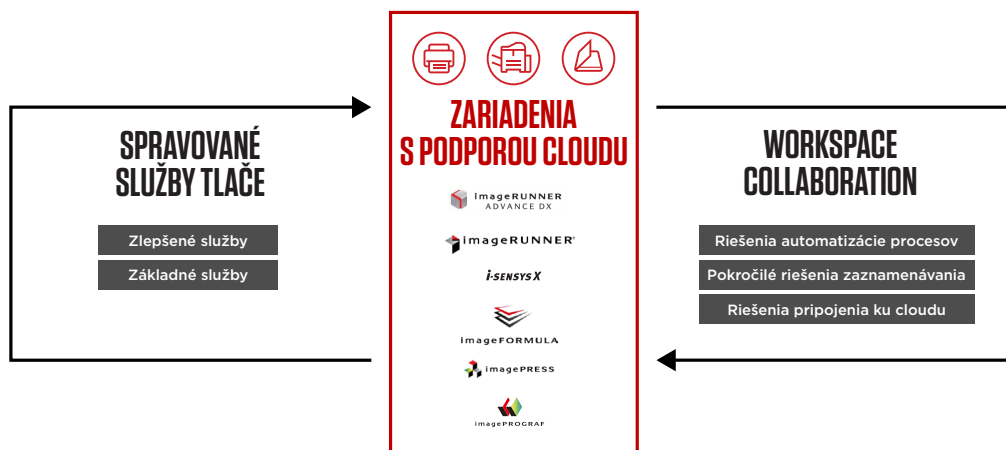 SPRAVOVANÉ
SLUŽBY TLAČE
Zlepšené služby
Základné služby
ZARIADENIA
S PODPOROU CLOUDU
imageRUNNER
ADVANCE DX
imageRUNNER®
i-SENSYS X
imageFORMULA
imagePRESS
imagePROGRAF
WORKSPACE
COLLABORATION
Riešenia automatizácie procesov
Pokročilé riešenia zaznamenávania
Riešenia pripojenia ku cloudu